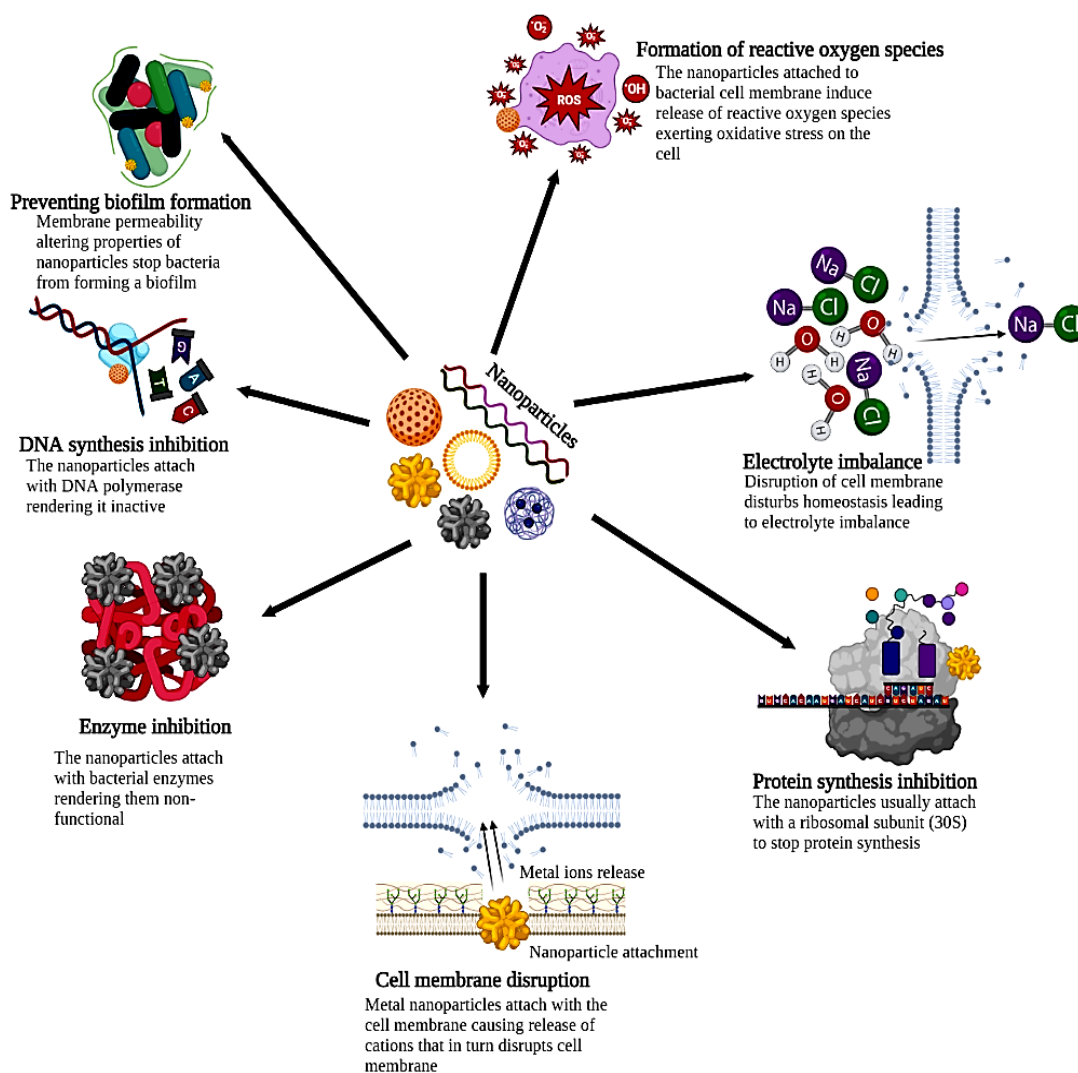 Formation of reactive oxygen species
The nanoparticles attached to
bacterial cell membrane induce
release of reactive oxygen species
exerting oxidative stress on the
cell
ROS
Preventing biofilm formation
Membrane permeability
altering properties of
nanoparticles stop bacteria
from forming a biofilm
Na
Cl
Na
Cl
O
H
H
O
H
H
O
H
H
Na
Cl
Na
Cl
Electrolyte imbalance
Disruption of cell membrane
disturbs homeostasis leading
to electrolyte imbalance
G
T
A
C
DNA synthesis inhibition
The nanoparticles attach
with DNA polymerase
rendering it inactive
Nanoparticles
Enzyme inhibition
The nanoparticles attach
with bacterial enzymes
rendering them non-
functional
Protein synthesis inhibition
The nanoparticles usually attach
with a ribosomal subunit (30S)
to stop protein synthesis
Metal ions release
Nanoparticle attachment
Cell membrane disruption
Metal nanoparticles attach with the
cell membrane causing release of
cations that in turn disrupts cell
membrane